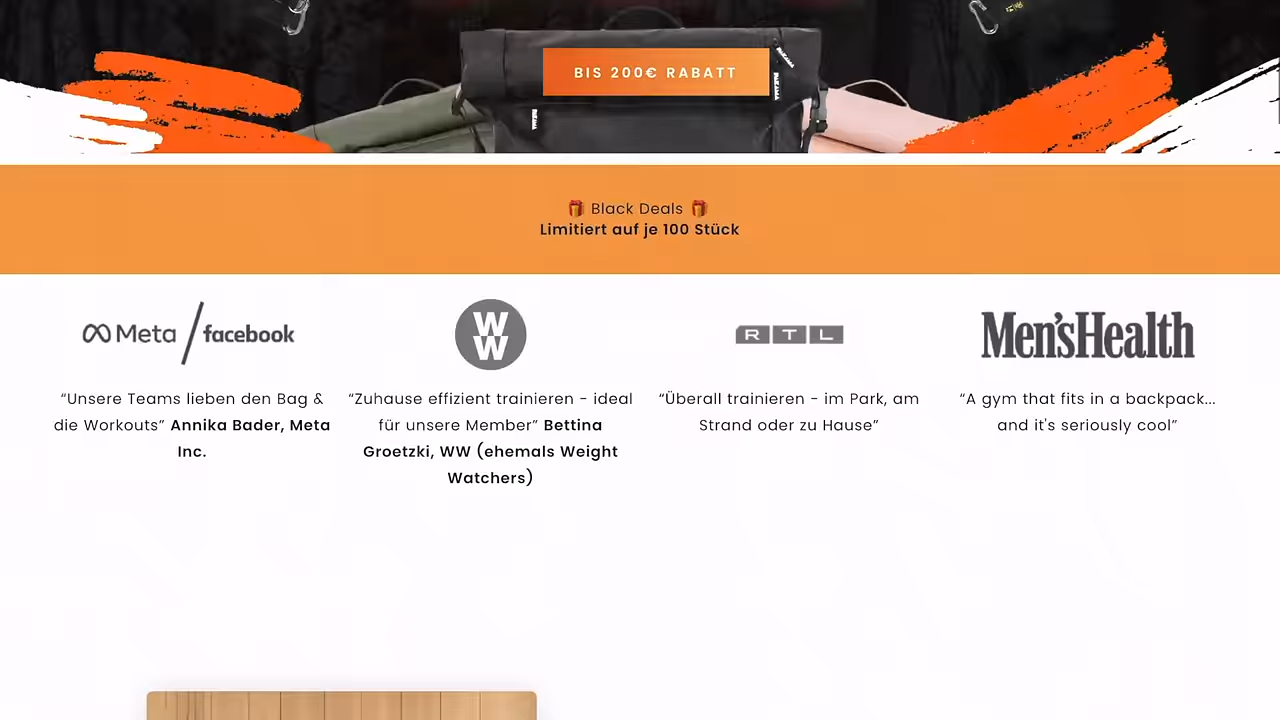 BIS 200€ RABATT
🎁 Black Deals 🎁
Limitiert auf je 100 Stück
Meta / facebook
W
W
RTL
Men'sHealth
“Unsere Teams lieben den Bag &
die Workouts” Annika Bader, Meta
Inc.
“Zuhause effizient trainieren - ideal
für unsere Member” Bettina
Groetzki, WW (ehemals Weight
Watchers)
“Überall trainieren - im Park, am
Strand oder zu Hause”
“A gym that fits in a backpack...
and it's seriously cool”